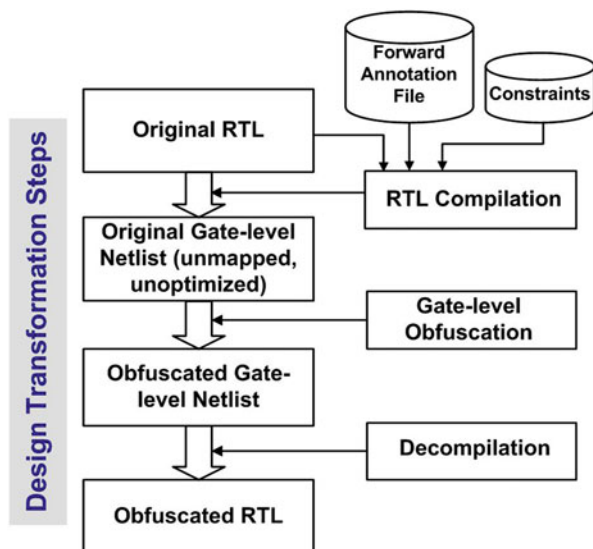 Design Transformation Steps
Forward
Annotation
File
Constraints
Original RTL
RTL Compilation
Original Gate-level
Netlist (unmapped,
unoptimized)
Gate-level
Obfuscation
Obfuscated Gate-
level Netlist
Decompilation
Obfuscated RTL